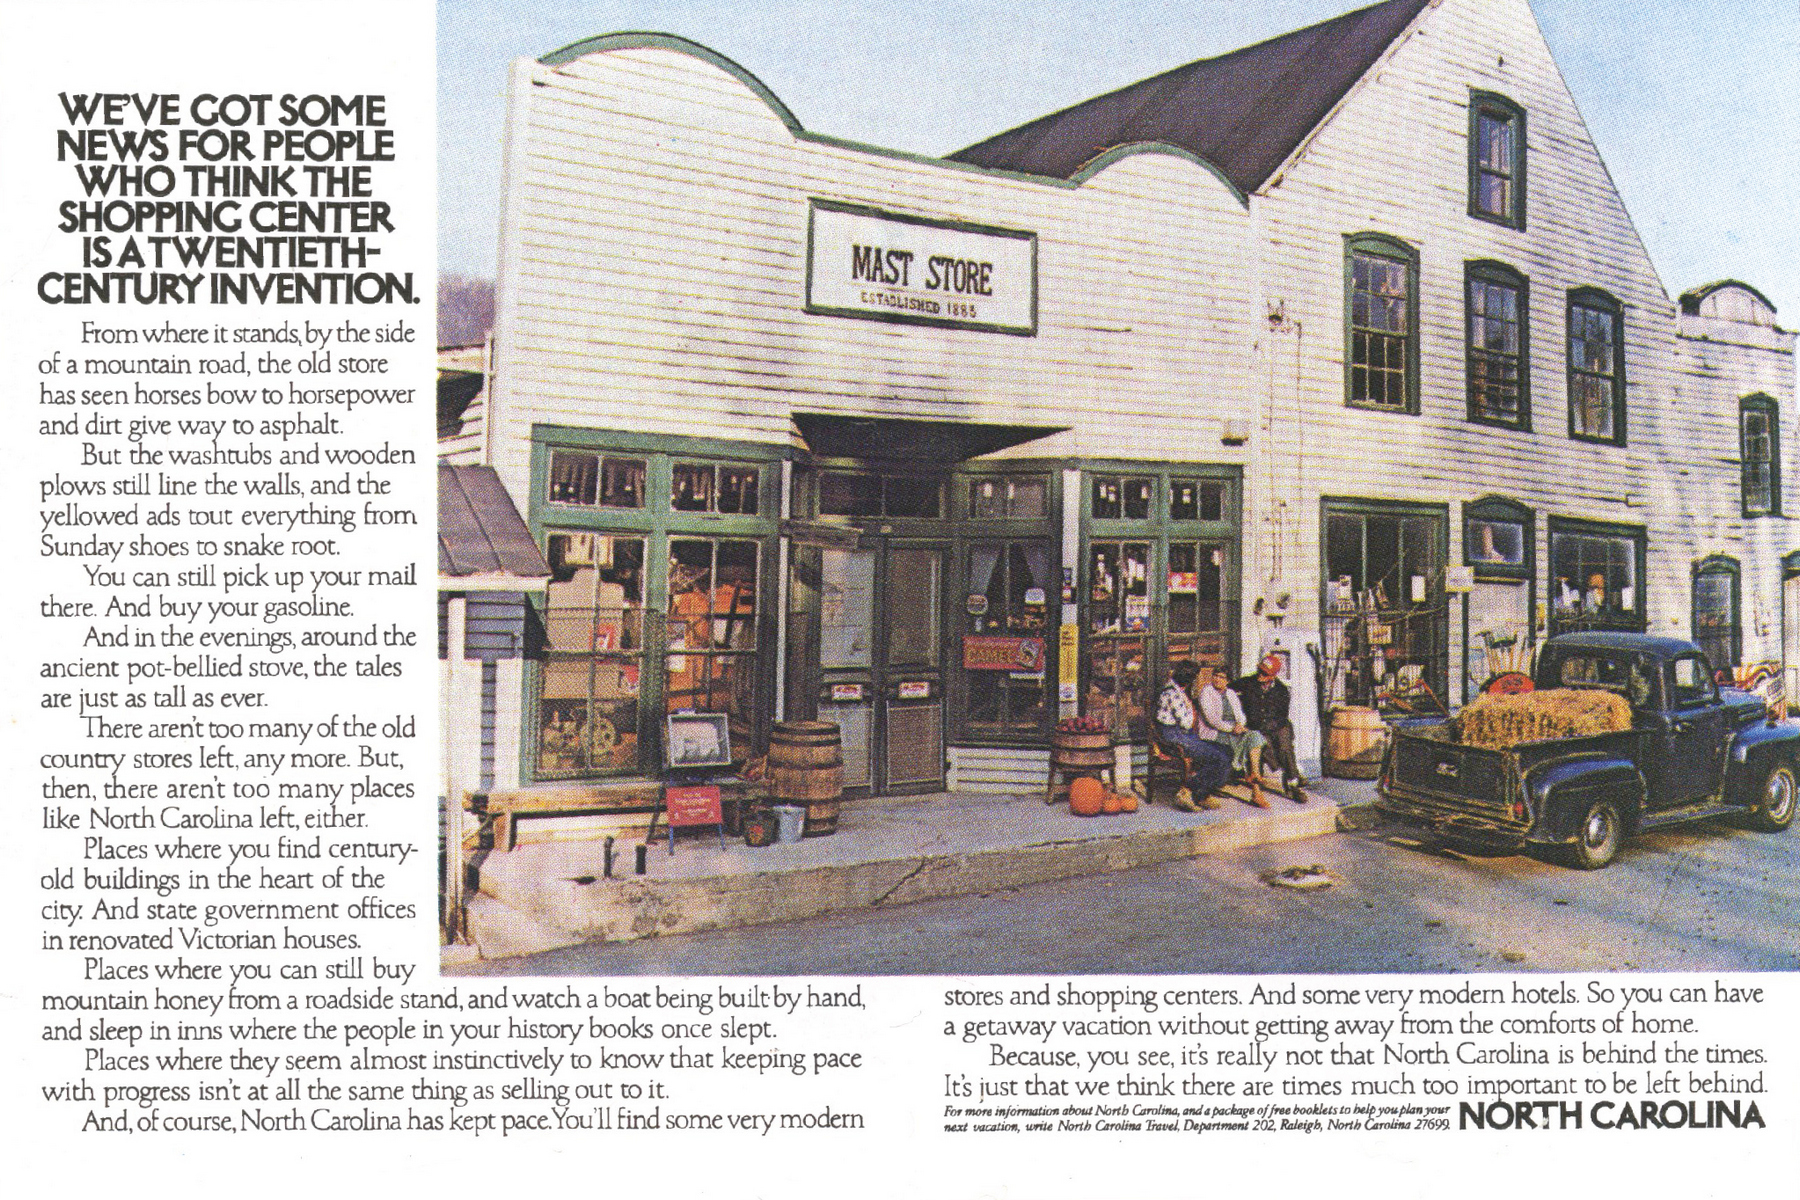 WE'VE GOT SOME
NEWS FOR PEOPLE
WHO THINK THE
SHOPPING CENTER
IS A TWENTIETH-
CENTURY INVENTION.
From where it stands, by the side
of a mountain road, the old store
has seen horses bow to horsepower
and dirt give way to asphalt.
But the washtubs and wooden
plows still line the walls, and the
yellowed ads tout everything from
Sunday shoes to snake root.
You can still pick up your mail
there. And buy your gasoline.
And in the evenings, around the
ancient pot-bellied stove, the tales
are just as tall as ever.
There aren't too many of the old
country stores left, any more. But,
then, there aren't too many places
like North Carolina left, either.
Places where you find century-
old buildings in the heart of the
city. And state government offices
in renovated Victorian houses.
Places where you can still buy
mountain honey from a roadside stand, and watch a boat being built by hand,
and sleep in inns where the people in your history books once slept.
Places where they seem almost instinctively to know that keeping pace
with progress isn't at all the same thing as selling out to it.
And, of course, North Carolina has kept pace. You'll find some very modern
stores and shopping centers. And some very modern hotels. So you can have
a getaway vacation without getting away from the comforts of home.
Because, you see, it's really not that North Carolina is behind the times.
It's just that we think there are times much too important to be left behind.
For more information about North Carolina, and a package of free booklets to help you plan your
next vacation, write North Carolina Travel, Department 202, Raleigh, North Carolina 27699.
NORTH CAROLINA
MAST STORE
ESTABLISHED 1883
CAMEL
Ford